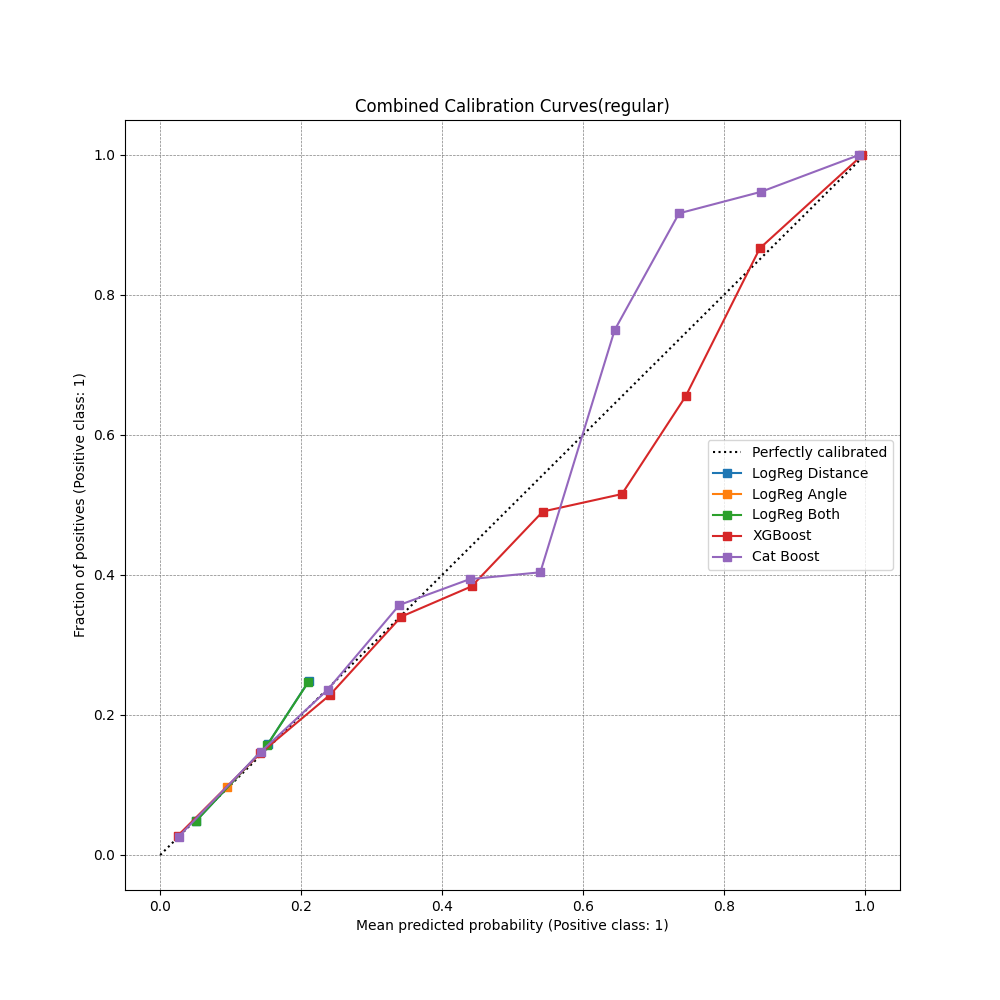 Combined Calibration Curves(regular)
1.0
0.8
0.6
0.4
0.2
0.0
Fraction of positives (Positive class: 1)
Perfectly calibrated
LogReg Distance
LogReg Angle
LogReg Both
XGBoost
Cat Boost
0.0 0.2 0.4 0.6 0.8 1.0
Mean predicted probability (Positive class: 1)